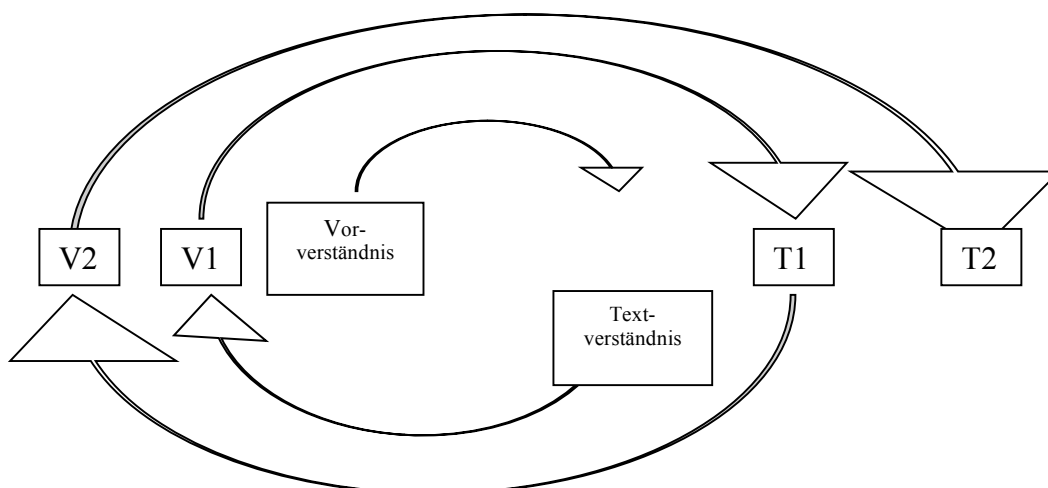 V2
V1
Vor-
verständnis
T1
T2
Text-
verständnis